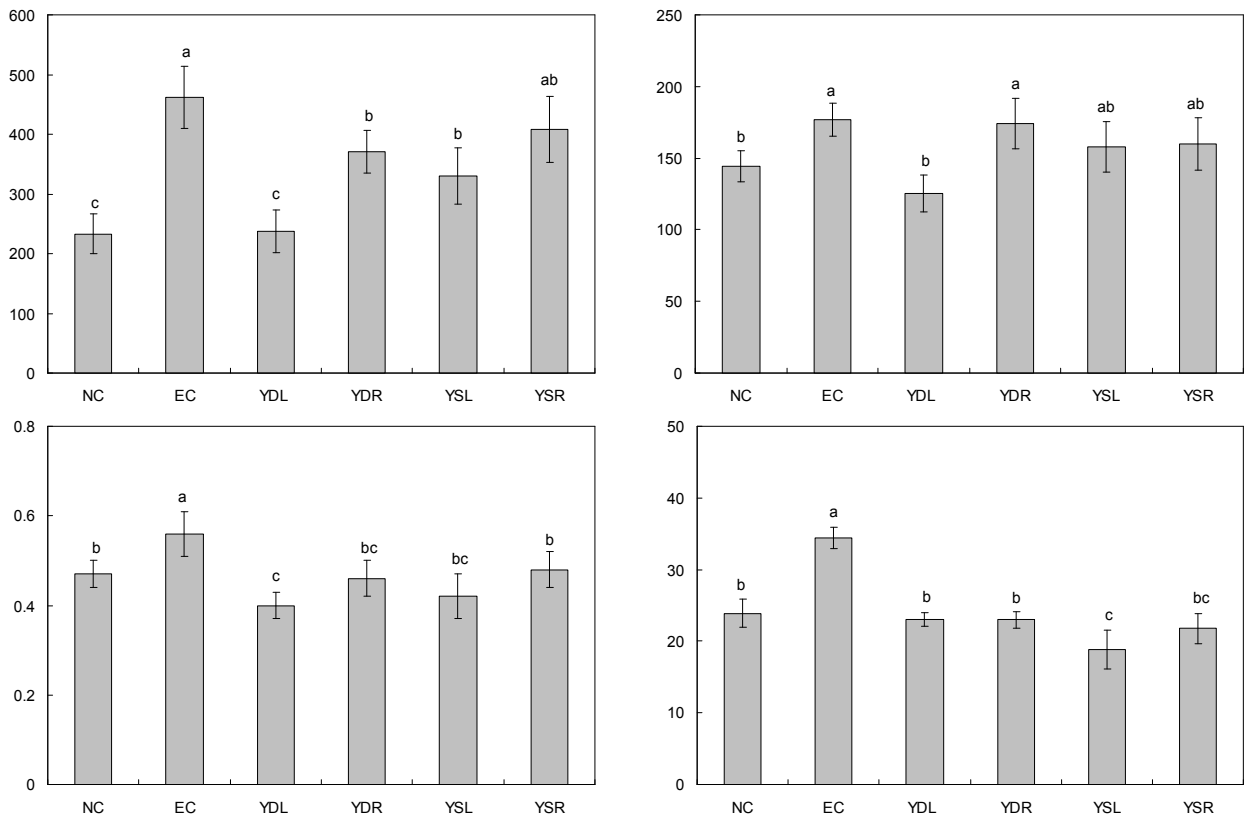 600
500
400
300
200
100
0
c
a
c
b
b
ab
NC EC YDL YDR YSL YSR
250
200
150
100
50
0
b
a
b
a
ab
ab
NC EC YDL YDR YSL YSR
0.8
0.6
0.4
0.2
0
b
a
c
bc
bc
b
NC EC YDL YDR YSL YSR
50
40
30
20
10
0
b
a
b
b
c
bc
NC EC YDL YDR YSL YSR